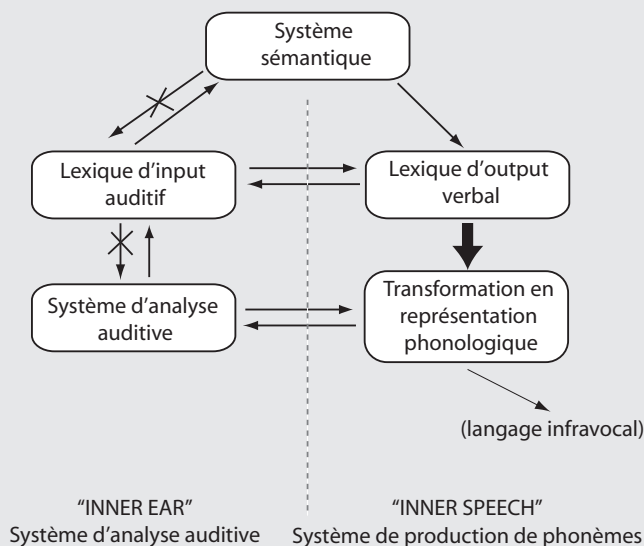 Système
sémantique
Lexique d'input
auditif
Lexique d'output
verbal
Système d'analyse
auditive
Transformation en
représentation
phonologique
(langage infravocal)
"INNER EAR"
Système d'analyse auditive
"INNER SPEECH"
Système de production de phonèmes